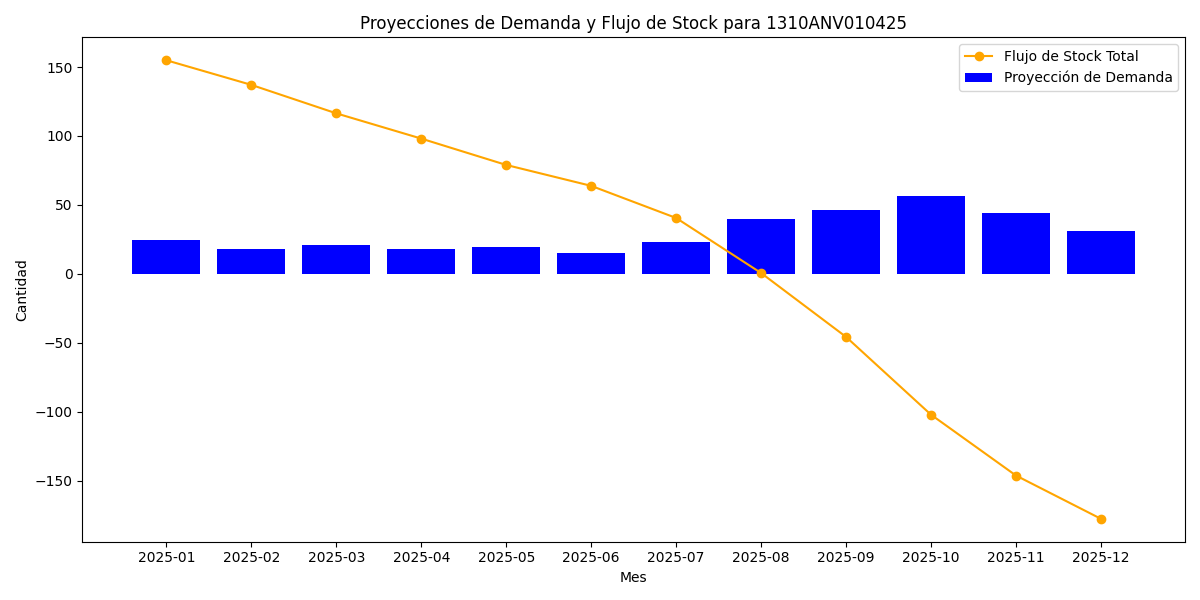 Proyecciones de Demanda y Flujo de Stock para 1310ANV010425
Flujo de Stock Total
Proyección de Demanda
Cantidad
150
100
50
0
−50
−100
−150
2025-01 2025-02 2025-03 2025-04 2025-05 2025-06 2025-07 2025-08 2025-09 2025-10 2025-11 2025-12
Mes